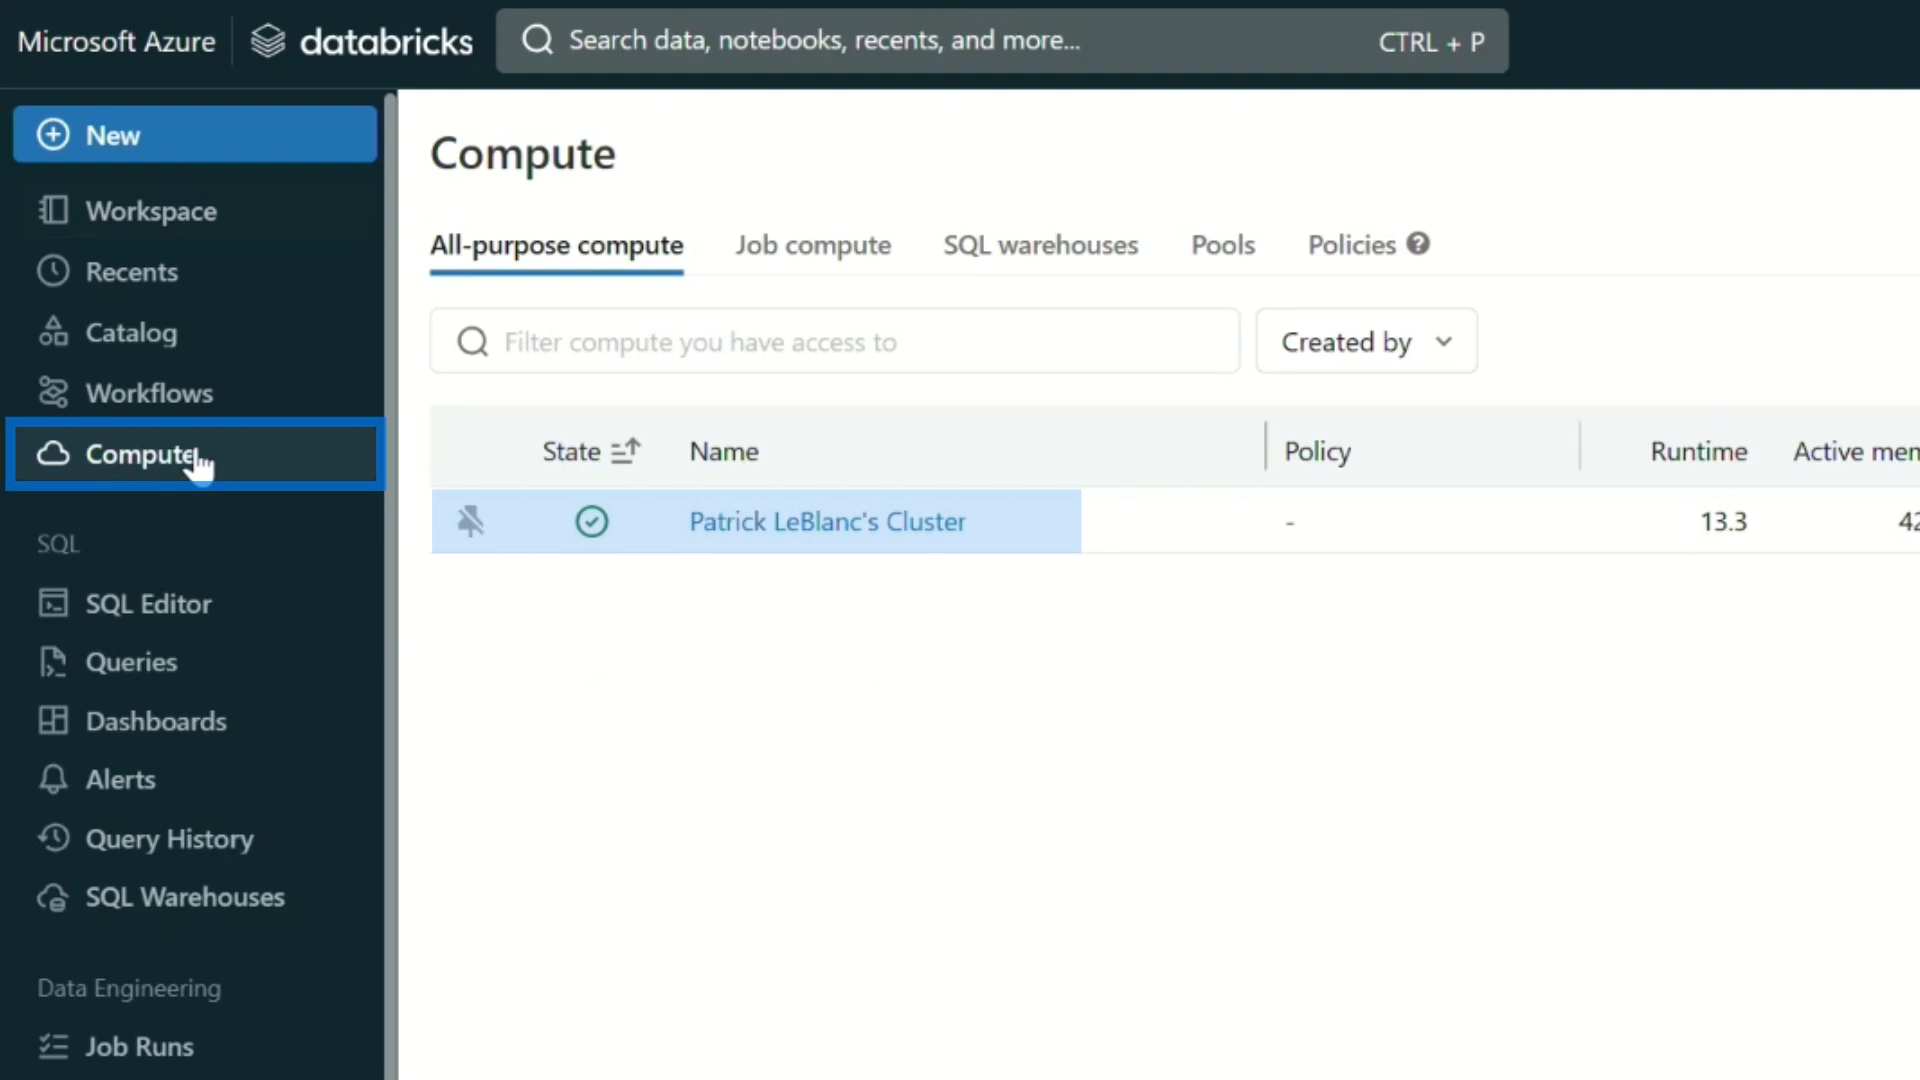 Microsoft Azure databricks Search data, notebooks, recents, and more... CTRL + P
New
Workspace
Recents
Catalog
Workflows
Compute
SQL
SQL Editor
Queries
Dashboards
Alerts
Query History
SQL Warehouses
Data Engineering
Job Runs
Compute
All-purpose compute Job compute SQL warehouses Pools Policies
Filter compute you have access to Created by
State Name Policy Runtime Active mem
Patrick LeBlanc's Cluster - 13.3 42